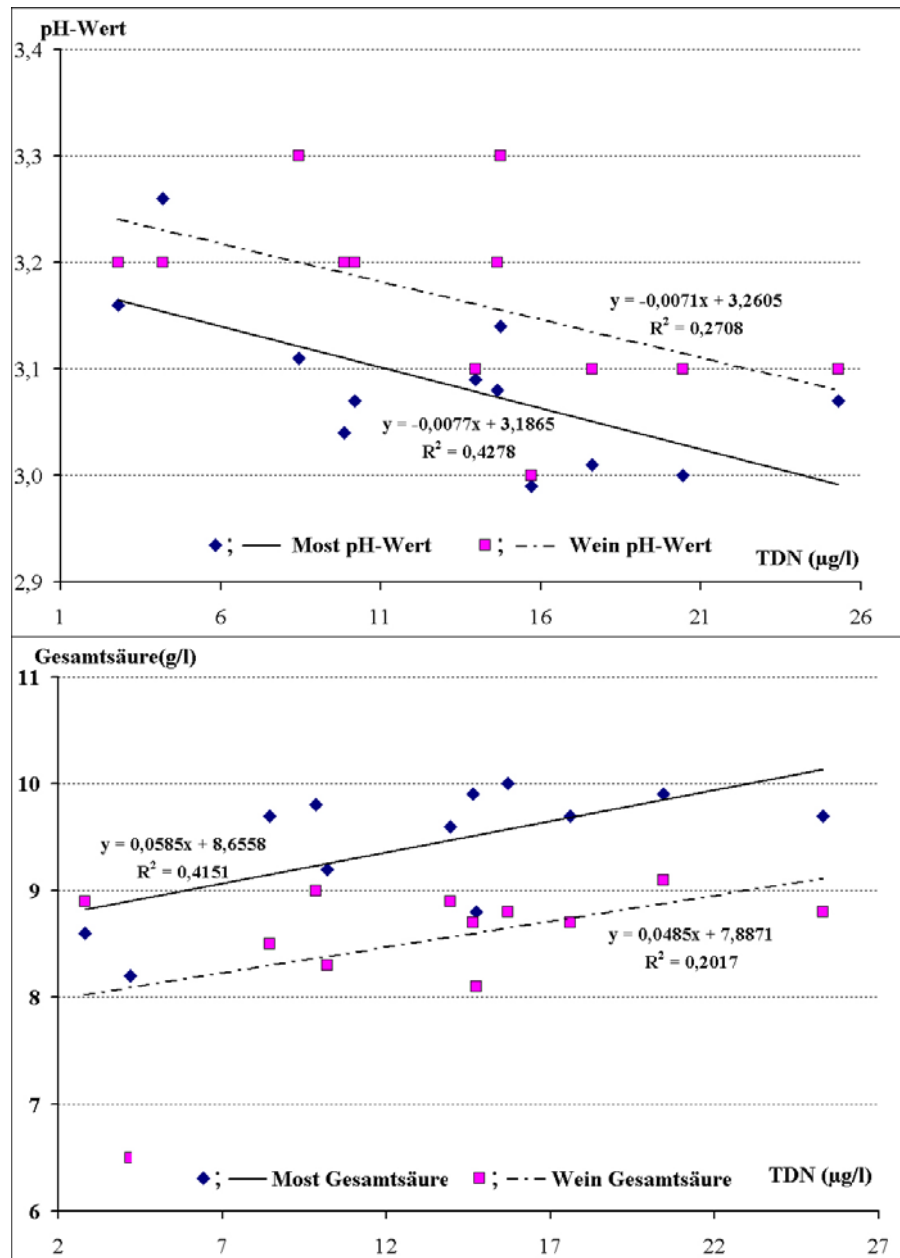 pH-Wert
3,4
3,3
3,2
y = -0,0071x + 3,2605
R² = 0,2708
3,1
y = -0,0077x + 3,1865
R² = 0,4278
3,0
; Most pH-Wert ; Wein pH-Wert
TDN (µg/l)
2,9
1 6 11 16 21 26
Gesamtsäure(g/l)
11
10
y = 0,0585x + 8,6558
R² = 0,4151
9
y = 0,0485x + 7,8871
R² = 0,2017
8
7
; Most Gesamtsäure ; Wein Gesamtsäure TDN (µg/l)
6
2 7 12 17 22 27